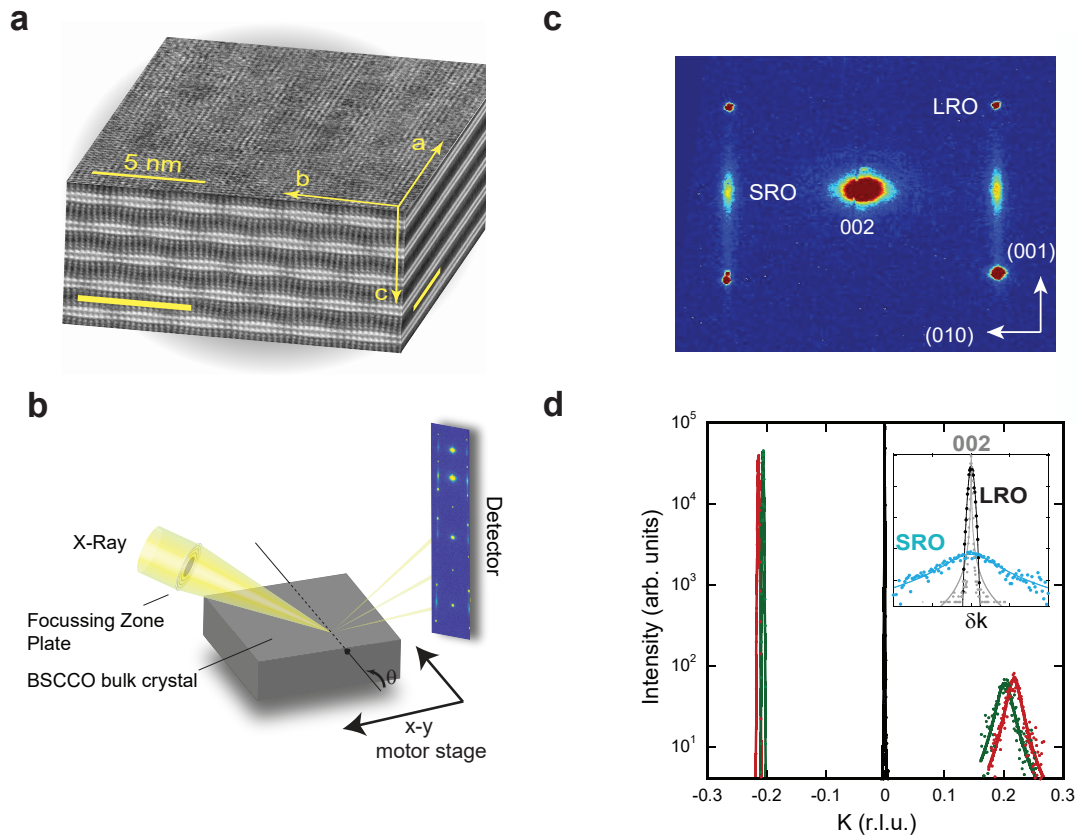 a
5 nm
a
b
c
b
X-Ray
Focussing Zone
Plate
BSCCO bulk crystal
θ
x-y
motor stage
Detector
c
LRO
SRO
002
(001)
(010)
d
Intensity (arb. units)
10⁵
10⁴
10³
10²
10¹
002
LRO
SRO
δk
-0.3 -0.2 -0.1 0 0.1 0.2 0.3
K (r.l.u.)